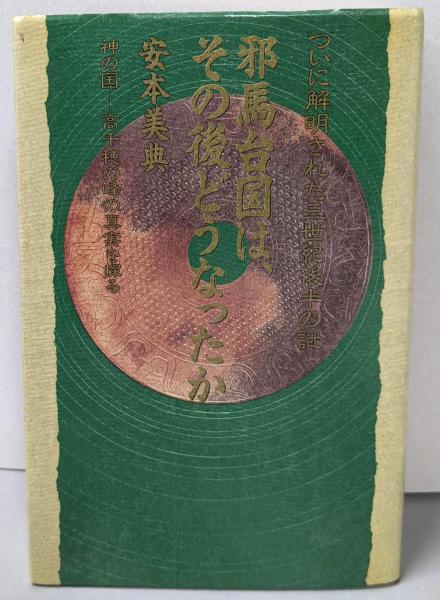 ついに解明された三世紀後半の謎
邪馬台国は、
その後どうなったか
安本美典
神の国―高千穂の峰の真実を探る